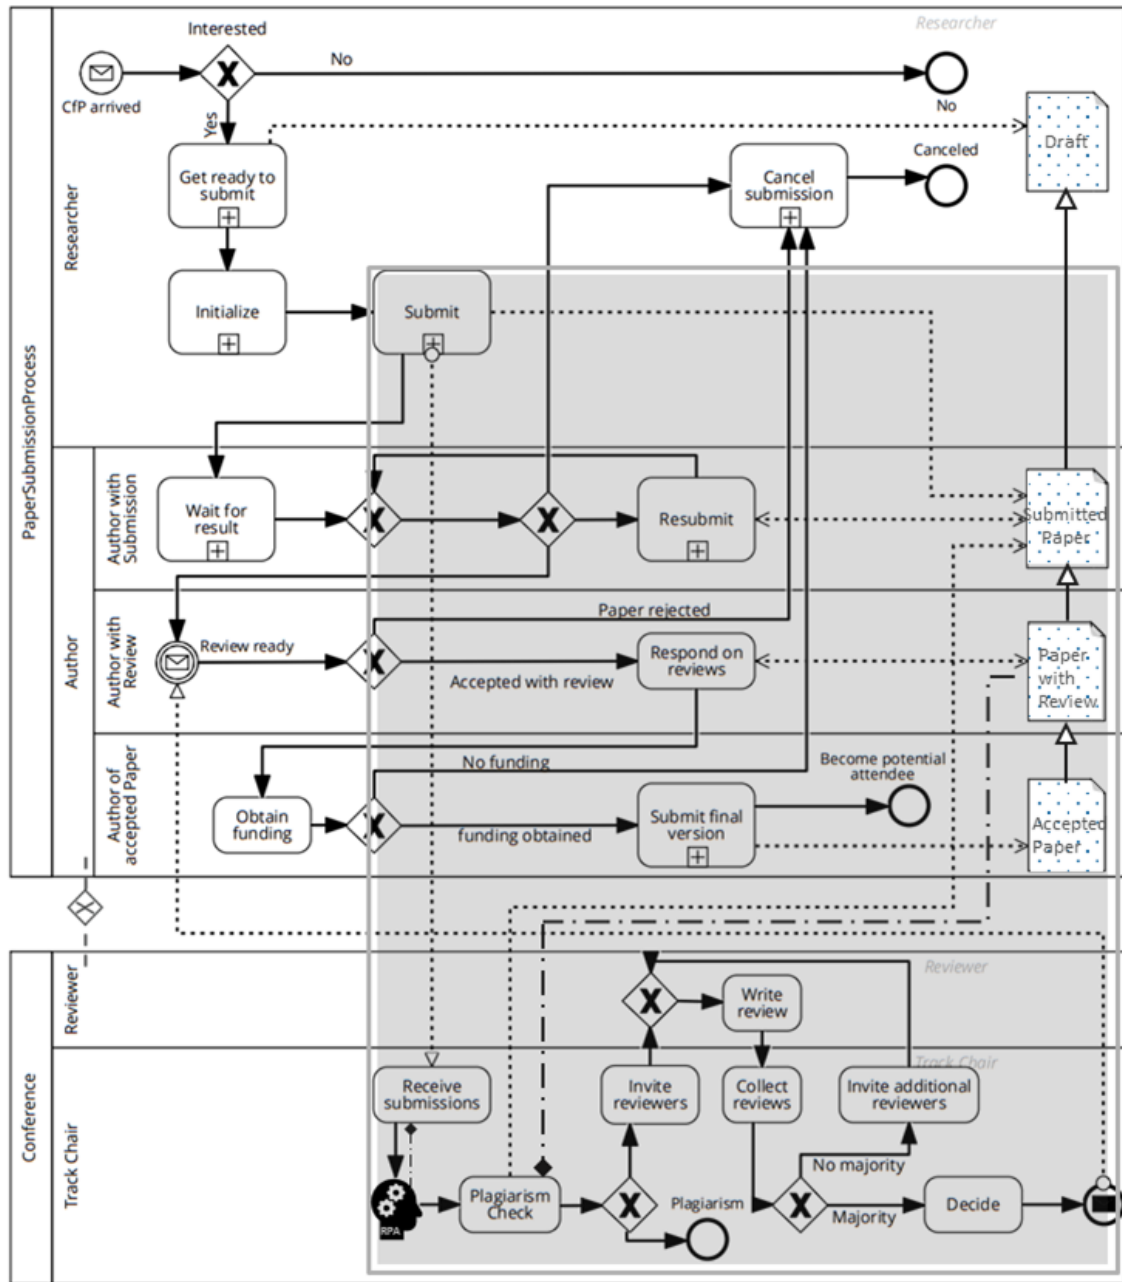 Interested
Researcher
No
CfP arrived
No
Yes
Draft
Get ready to
submit
Cancel
submission
Canceled
Researcher
Initialize
Submit
PaperSubmissionProcess
Author with
Submission
Wait for
result
Resubmit
Submitted
Paper
Author
Author with
Review
Review ready
Paper rejected
Accepted with review
Respond on
reviews
Paper
with
Review
Author of
accepted Paper
No funding
Obtain
funding
funding obtained
Submit final
version
Become potential
attendee
Accepted
Paper
Conference
Reviewer
Reviewer
Write
review
Track Chair
Track Chair
Receive
submissions
Invite
reviewers
Collect
reviews
Invite additional
reviewers
No majority
RPA
Plagiarism
Check
Plagiarism
Majority
Decide